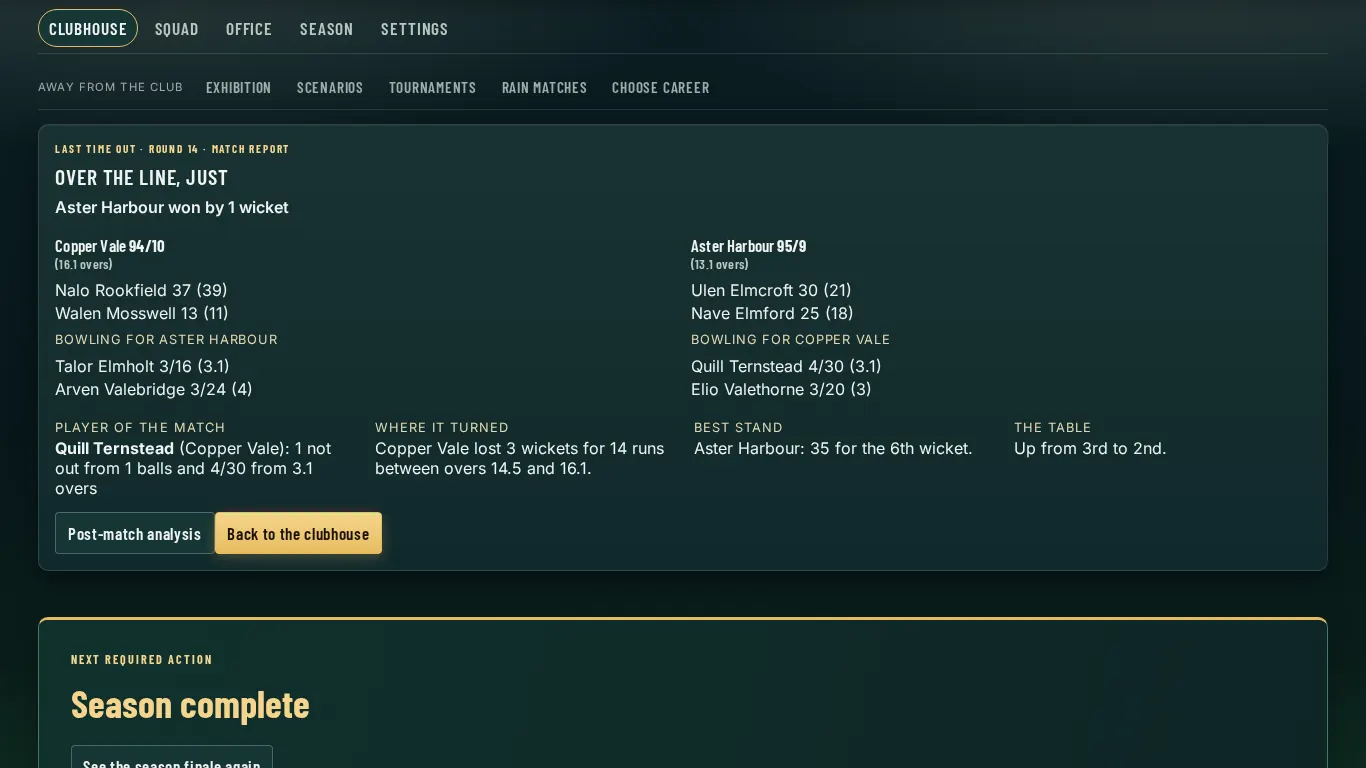 CLUBHOUSE SQUAD OFFICE SEASON SETTINGS
AWAY FROM THE CLUB EXHIBITION SCENARIOS TOURNAMENTS RAIN MATCHES CHOOSE CAREER
LAST TIME OUT · ROUND 14 · MATCH REPORT
OVER THE LINE, JUST
Aster Harbour won by 1 wicket
Copper Vale 94/10
(16.1 overs)
Nalo Rookfield 37 (39)
Walen Mosswell 13 (11)
BOWLING FOR ASTER HARBOUR
Talor Elmholt 3/16 (3.1)
Arven Valebridge 3/24 (4)
Aster Harbour 95/9
(13.1 overs)
Ulen Elmcroft 30 (21)
Nave Elmford 25 (18)
BOWLING FOR COPPER VALE
Quill Ternstead 4/30 (3.1)
Elio Valethorne 3/20 (3)
PLAYER OF THE MATCH
Quill Ternstead (Copper Vale): 1 not
out from 1 balls and 4/30 from 3.1
overs
WHERE IT TURNED
Copper Vale lost 3 wickets for 14 runs
between overs 14.5 and 16.1.
BEST STAND
Aster Harbour: 35 for the 6th wicket.
THE TABLE
Up from 3rd to 2nd.
Post-match analysis
Back to the clubhouse
NEXT REQUIRED ACTION
Season complete
See the season finale again